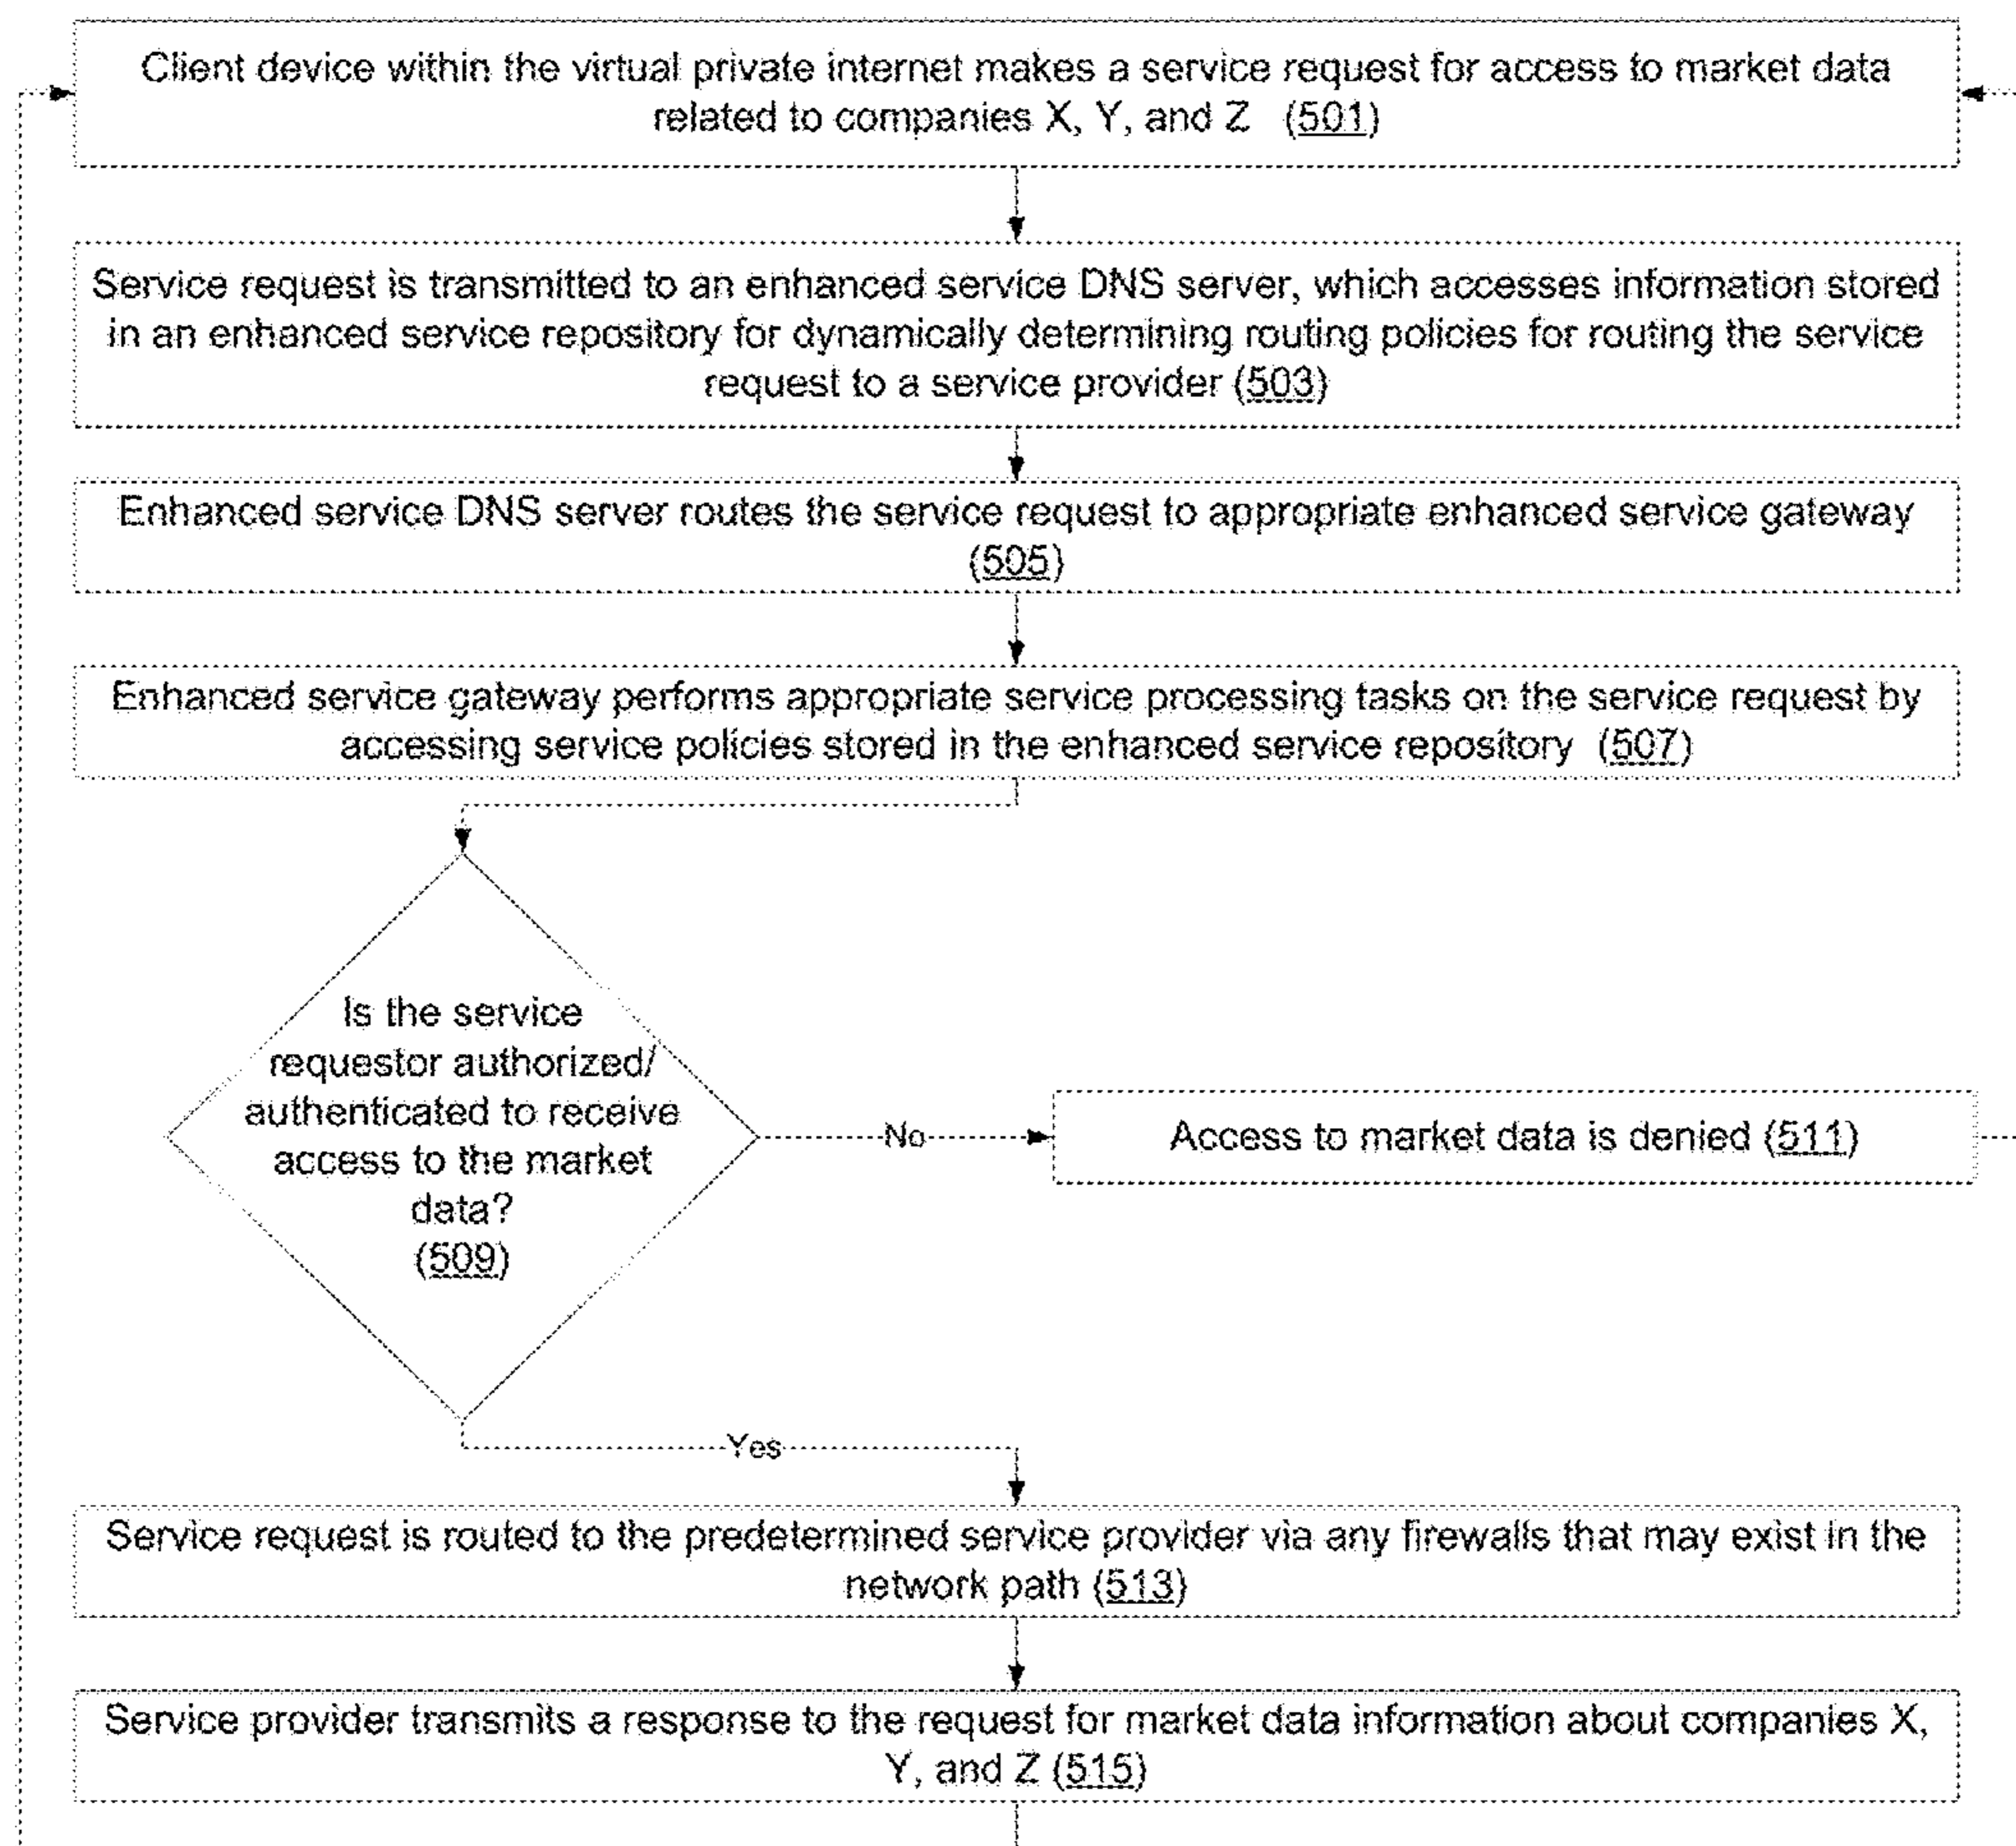 Client device within the virtual private internet makes a service request for access to market data
related to companies X, Y, and Z (501)
Service request is transmitted to an enhanced service DNS server, which accesses information stored
in an enhanced service repository for dynamically determining routing policies for routing the service
request to a service provider (503)
Enhanced service DNS server routes the service request to appropriate enhanced service gateway
(505)
Enhanced service gateway performs appropriate service processing tasks on the service request by
accessing service policies stored in the enhanced service repository (507)
Is the service
requestor authorized/
authenticated to receive
access to the market
data?
(509)
No
Access to market data is denied (511)
Yes
Service request is routed to the predetermined service provider via any firewalls that may exist in the
network path (513)
Service provider transmits a response to the request for market data information about companies X,
Y, and Z (515)